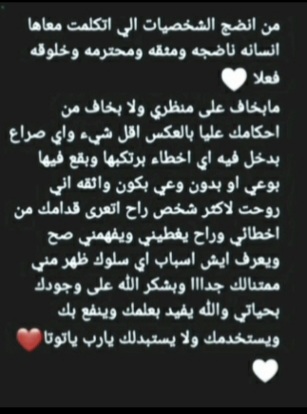 من انضج الشخصيات الي اتكلمت معاها
انسانه ناضجه ومثقه ومحترمه وخلوقه
فعلا 🤍
مابخاف على منظري ولا بخاف من
احكامك عليا بالعكس اقل شيء واي صراع
بدخل فيه اي اخطاء برتكبها وبقع فيها
بوعي او بدون وعي بكون واثقه اني
روحت لاكثر شخص راح اتعرى قدامك من
اخطائي وراح يغطيني ويفهمني صح
ويعرف ايش اسباب اي سلوك ظهر مني
ممتنالك جدااا وبشكر الله على وجودك
بحياتي والله يفيد بعلمك وينفع بك
ويستخدمك ولا يستبدلك يارب ياتوتا❤️
🤍